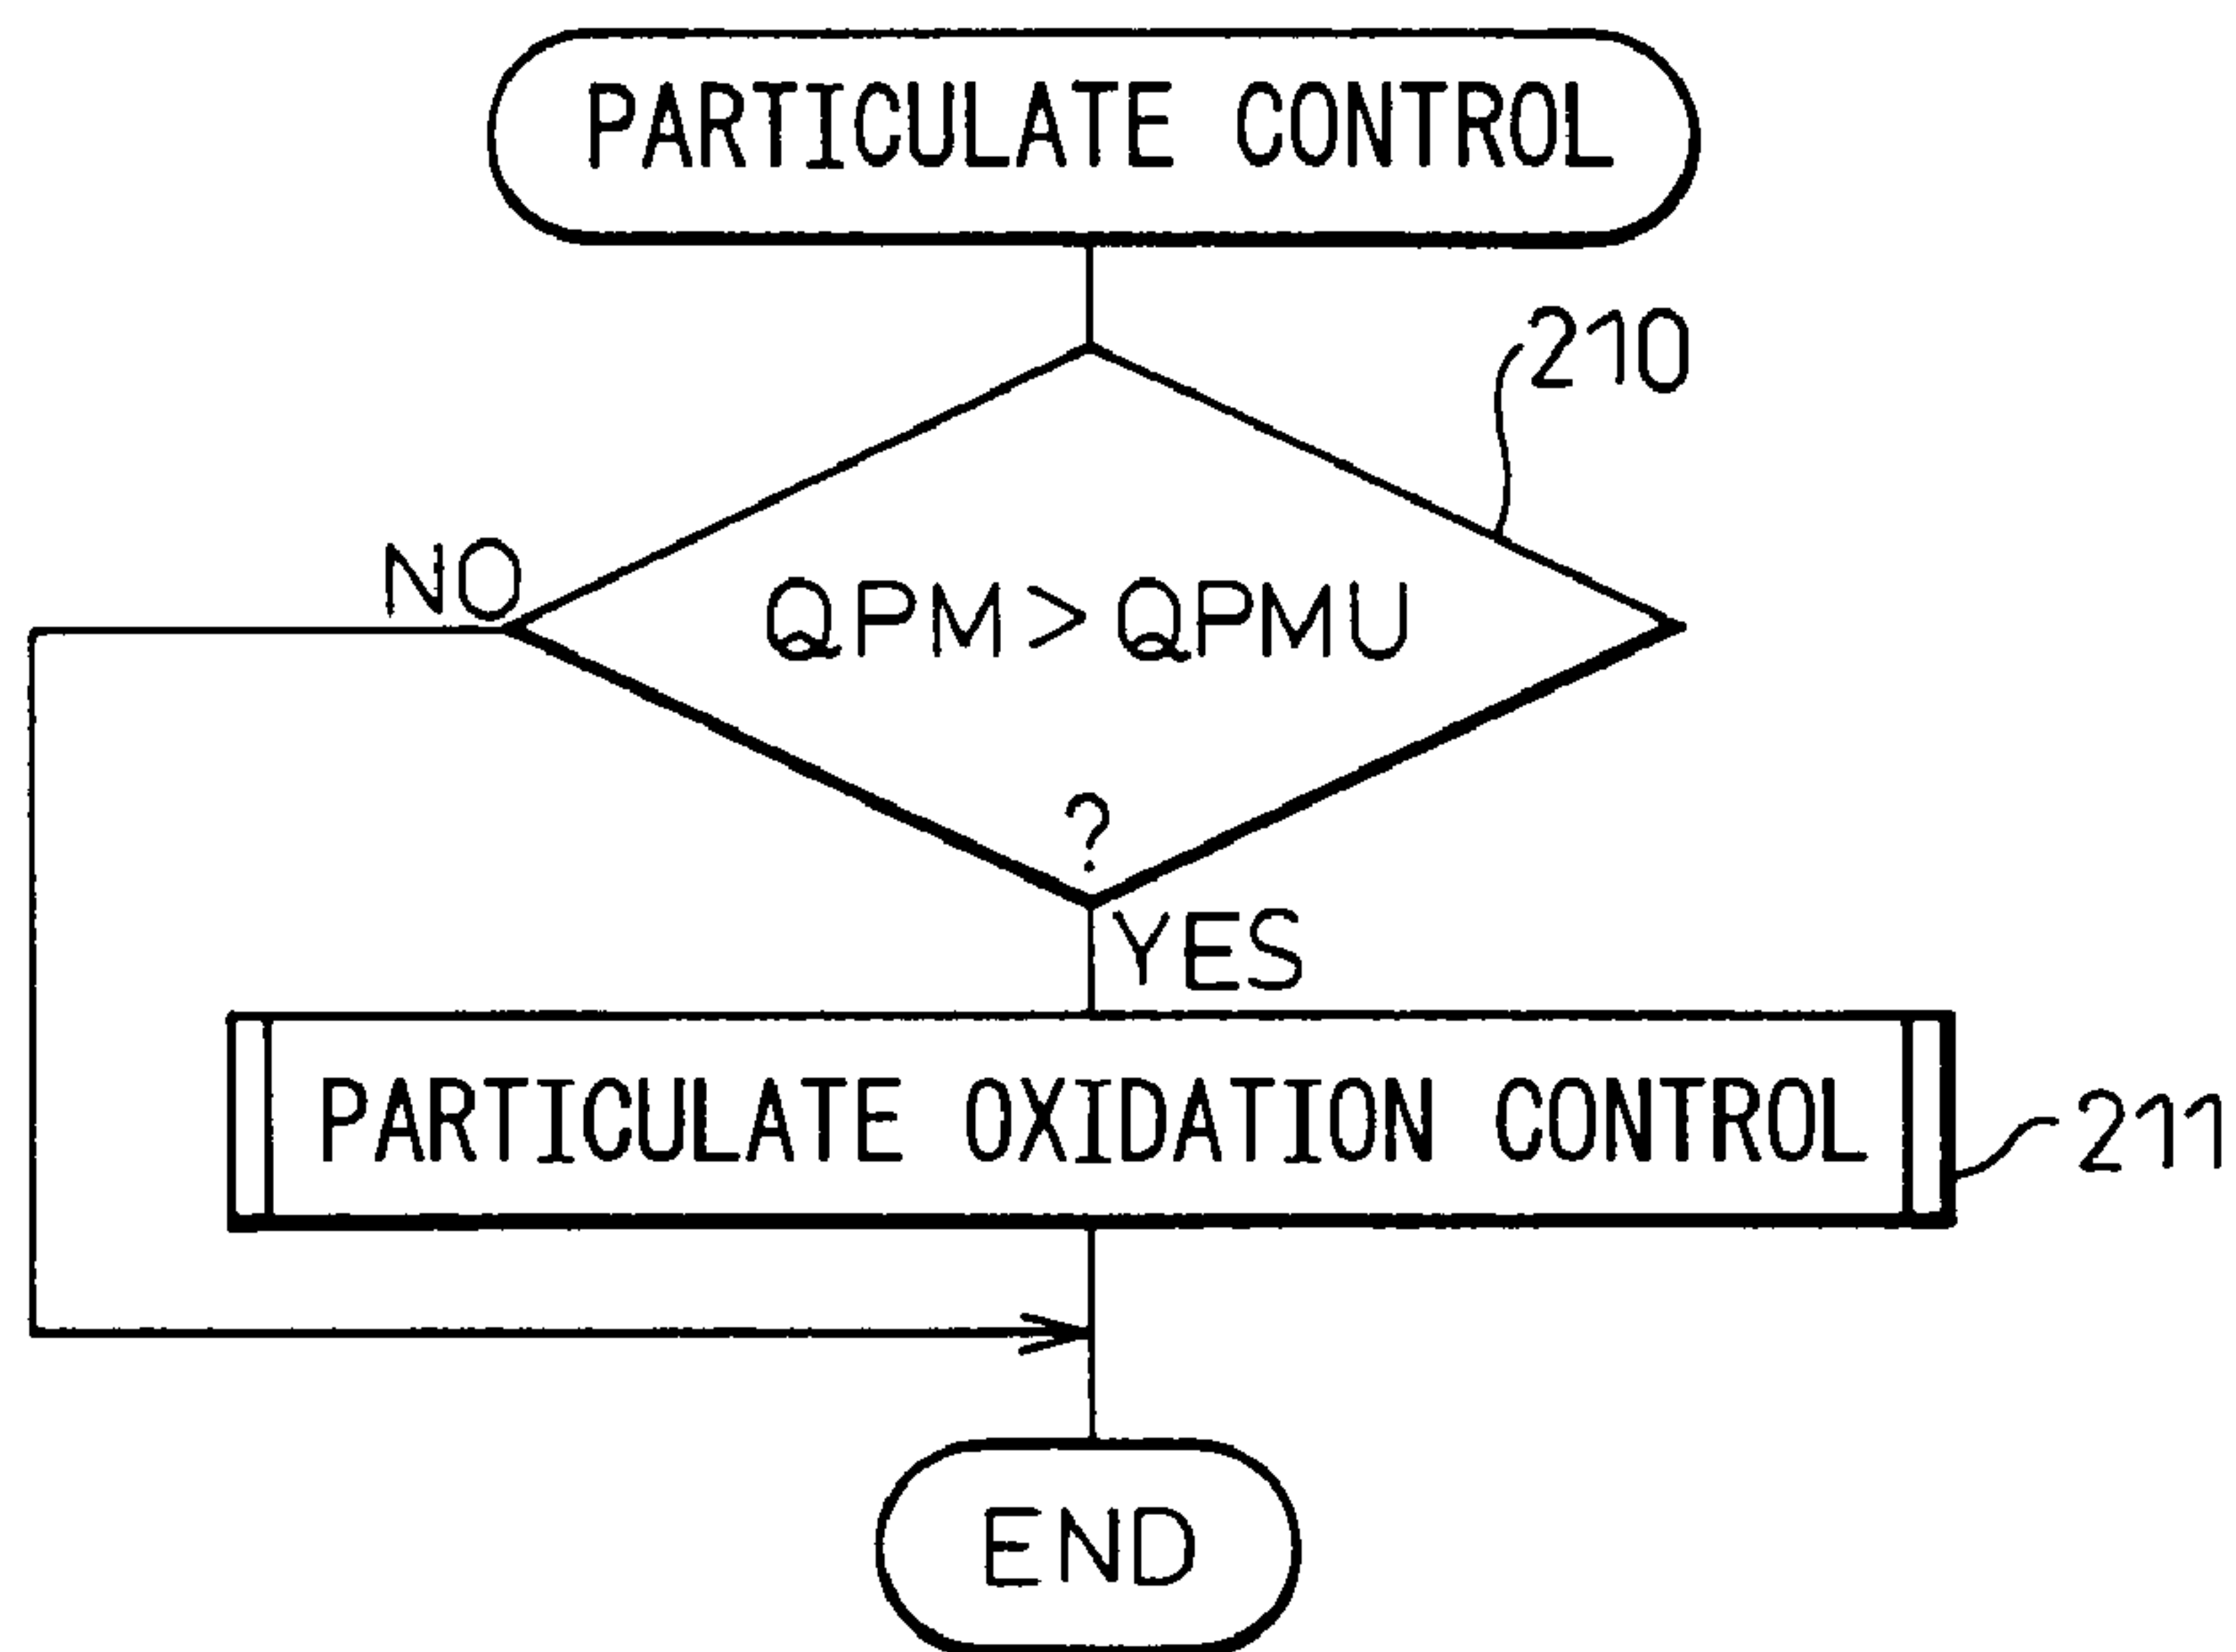 PARTICULATE CONTROL
210
NO
QPM>QPMU
?
YES
PARTICULATE OXIDATION CONTROL
211
END